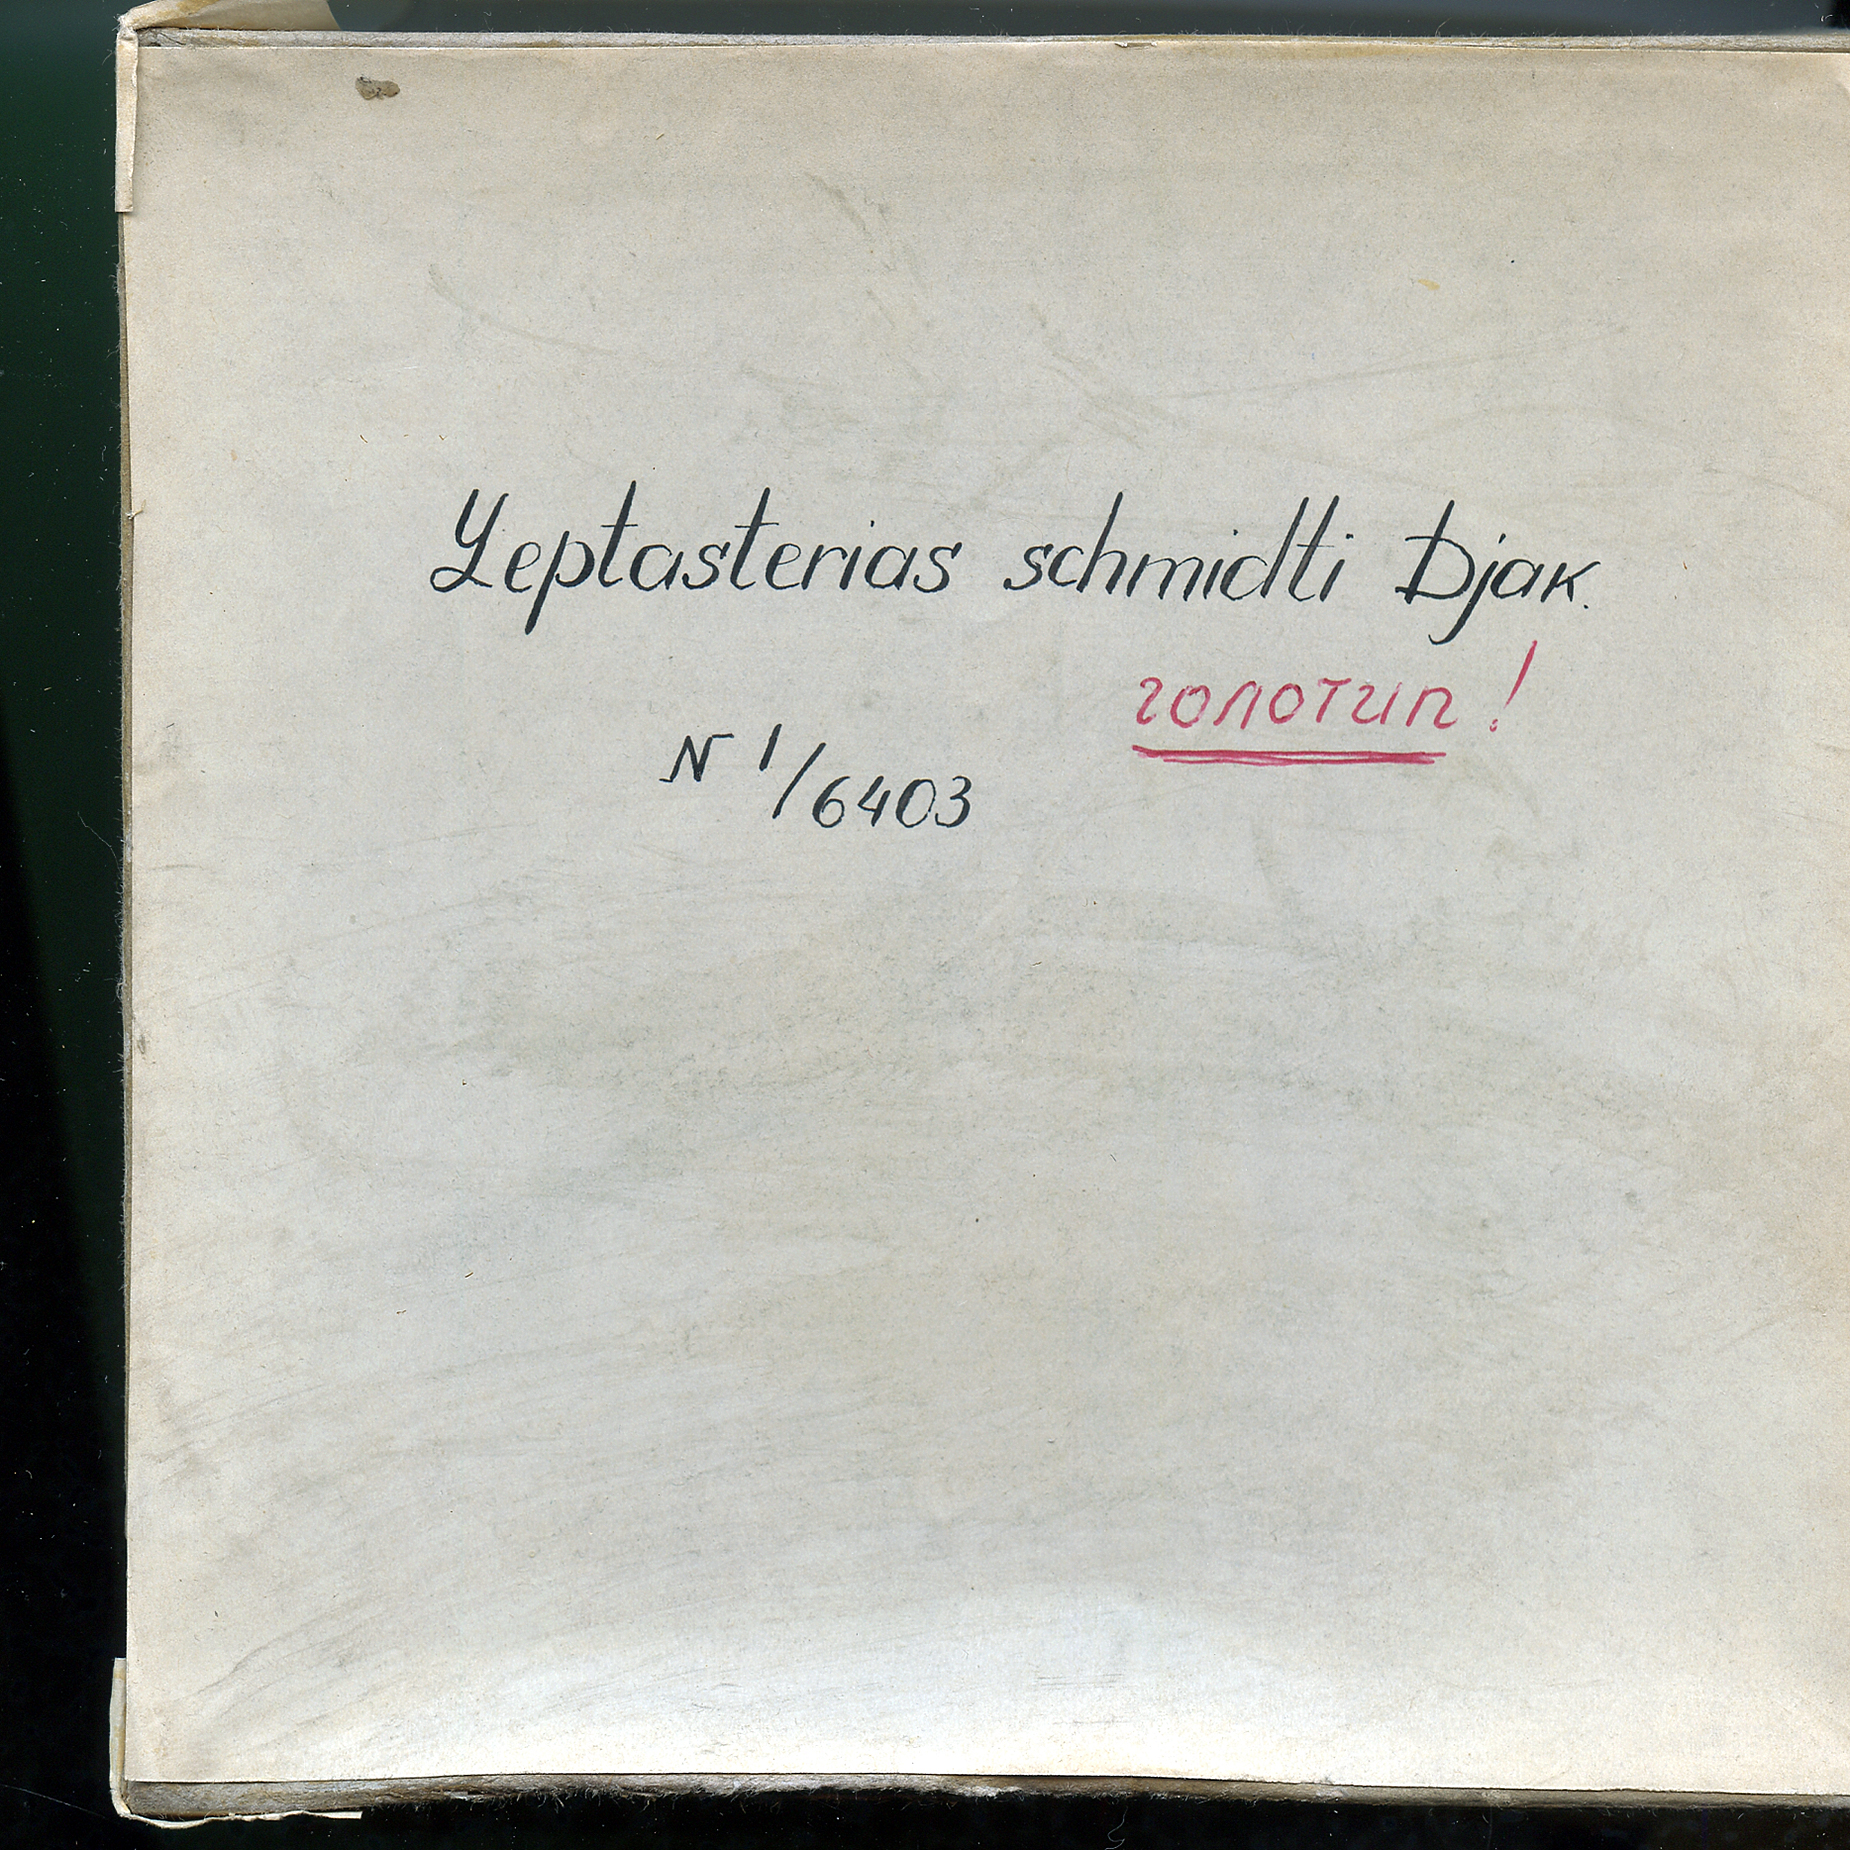 Leptasterias schmidti Djak.
голотип!
N 1/6403